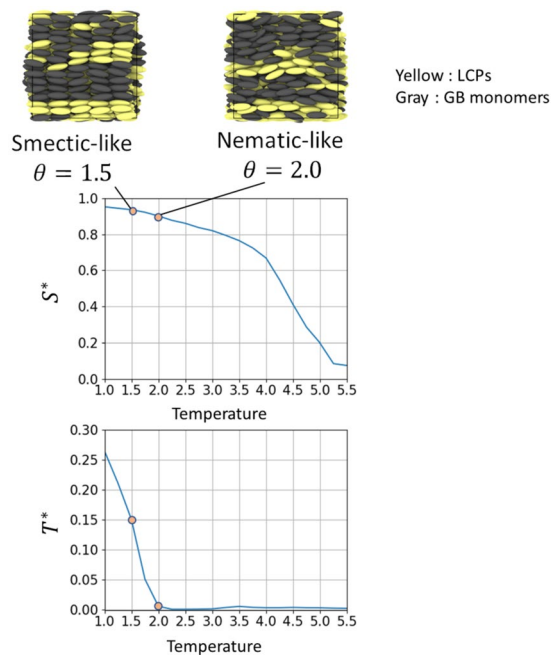 Yellow : LCPs
Gray : GB monomers
Smectic-like
Nematic-like
θ = 1.5
θ = 2.0
1.0
0.8
0.6
0.4
0.2
0.0
S*
1.0 1.5 2.0 2.5 3.0 3.5 4.0 4.5 5.0 5.5
Temperature
0.30
0.25
0.20
0.15
0.10
0.05
0.00
T*
1.0 1.5 2.0 2.5 3.0 3.5 4.0 4.5 5.0 5.5
Temperature